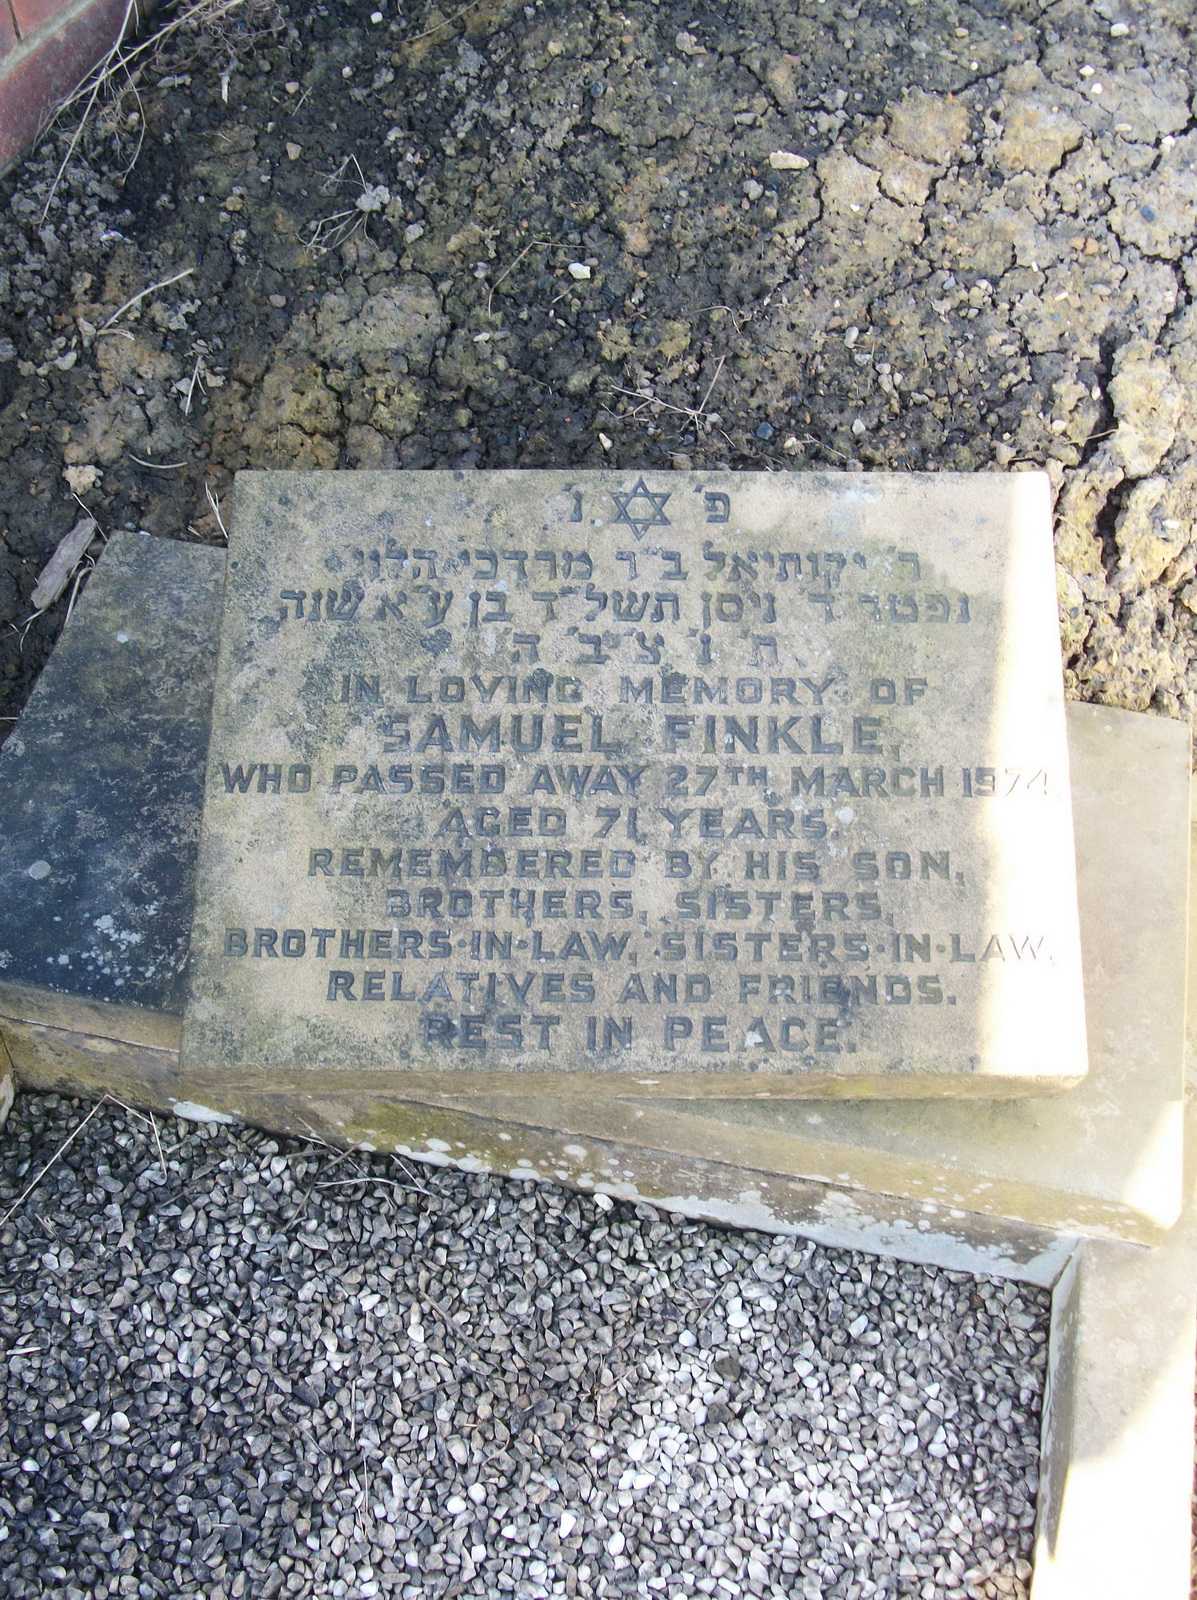 פ׳ ו׳
ר׳ יקותיאל ב״ר מרדכי הלוי
נפטר ד׳ ניסן תשל״ד בן ע״א שנה
ת׳ נ׳ צ׳ ב׳ ה׳
IN LOVING MEMORY OF
SAMUEL FINKLE,
WHO PASSED AWAY 27TH MARCH 1974
AGED 71 YEARS.
REMEMBERED BY HIS SON,
BROTHERS, SISTERS,
BROTHERS-IN-LAW, SISTERS-IN-LAW,
RELATIVES AND FRIENDS.
REST IN PEACE.